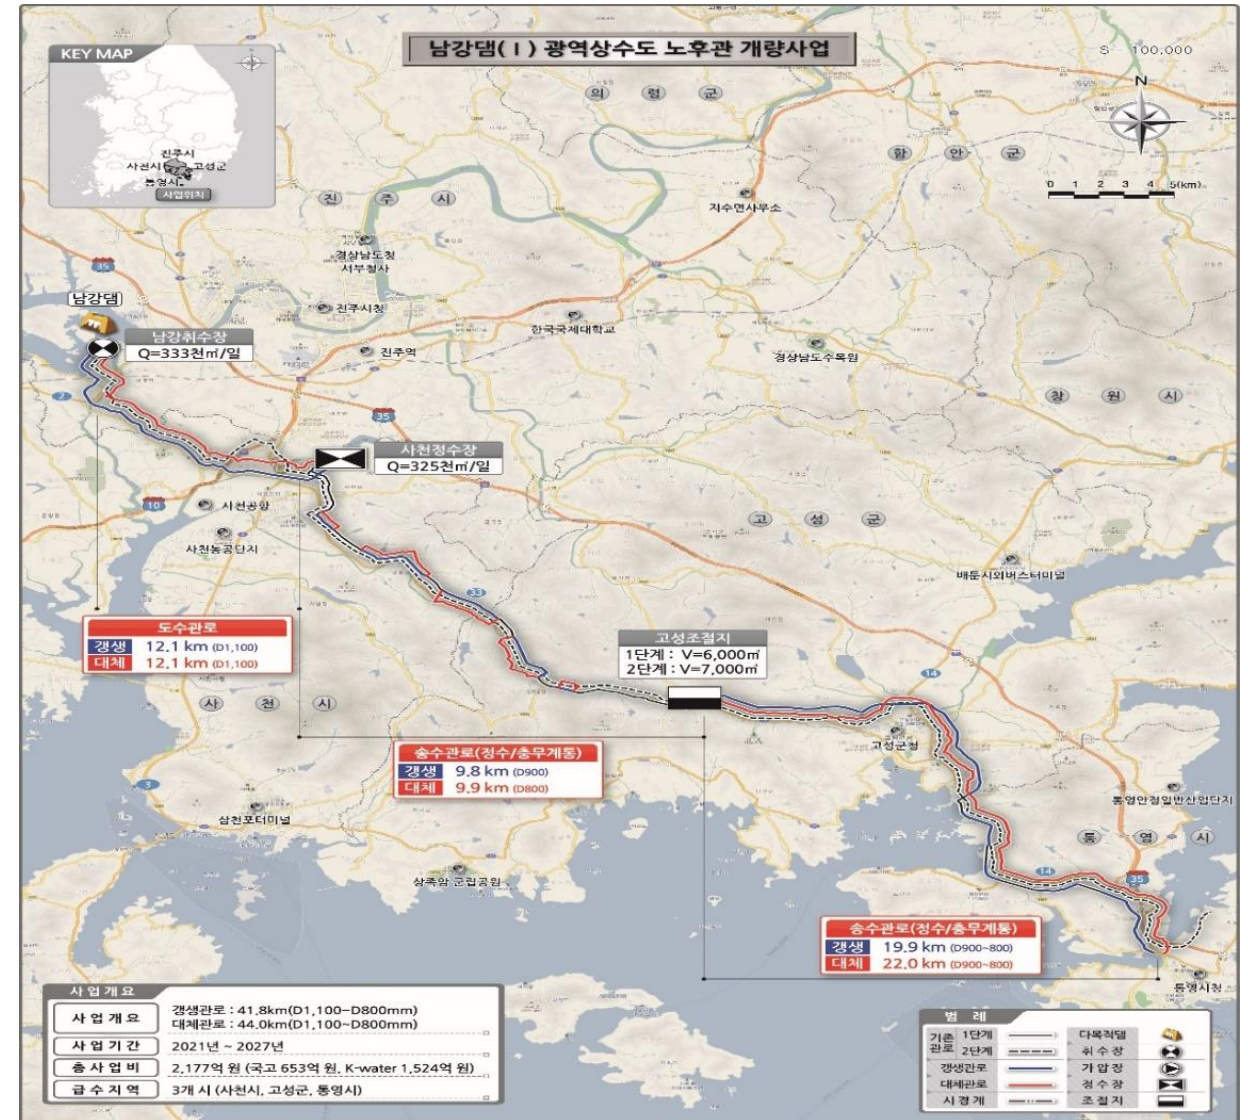 남강댐(Ⅰ) 광역상수도 노후관 개량사업
KEY MAP
진주시
사천시
고성군
통영시
사업위치
S = 100,000
N
0 1 2 3 4 5(km)
의 령 군
함 안 군
진 주 시
지수면사무소
경상남도청
서부청사
35
남강댐
진주시청
한국국제대학교
남강취수장
Q=333천㎥/일
진주역
경상남도수목원
2
창 원 시
35
사천정수장
Q=325천㎥/일
10
사천공항
고 성 군
사천농공단지
배둔시외버스터미널
33
도수관로
갱생 12.1 km (D1,100)
대체 12.1 km (D1,100)
고성조절지
1단계 : V=6,000㎥
2단계 : V=7,000㎥
14
사 천 시
고성군청
송수관로(정수/충무계통)
갱생 9.8 km (D900)
대체 9.9 km (D800)
3
삼천포터미널
통영안정일반산업단지
통 영 시
상족암 군립공원
14
35
송수관로(정수/충무계통)
갱생 19.9 km (D900~800)
대체 22.0 km (D900~800)
통영시청
사업개요
사업개요 갱생관로 : 41.8km(D1,100~D800mm)
대체관로 : 44.0km(D1,100~D800mm)
사업기간 2021년 ~ 2027년
총사업비 2,177억 원 (국고 653억 원, K-water 1,524억 원)
급수지역 3개 시 (사천시, 고성군, 통영시)
범 례
기존관로 1단계 다목적댐
2단계 취수장
갱생관로 가압장
대체관로 정수장
시경계 조절지